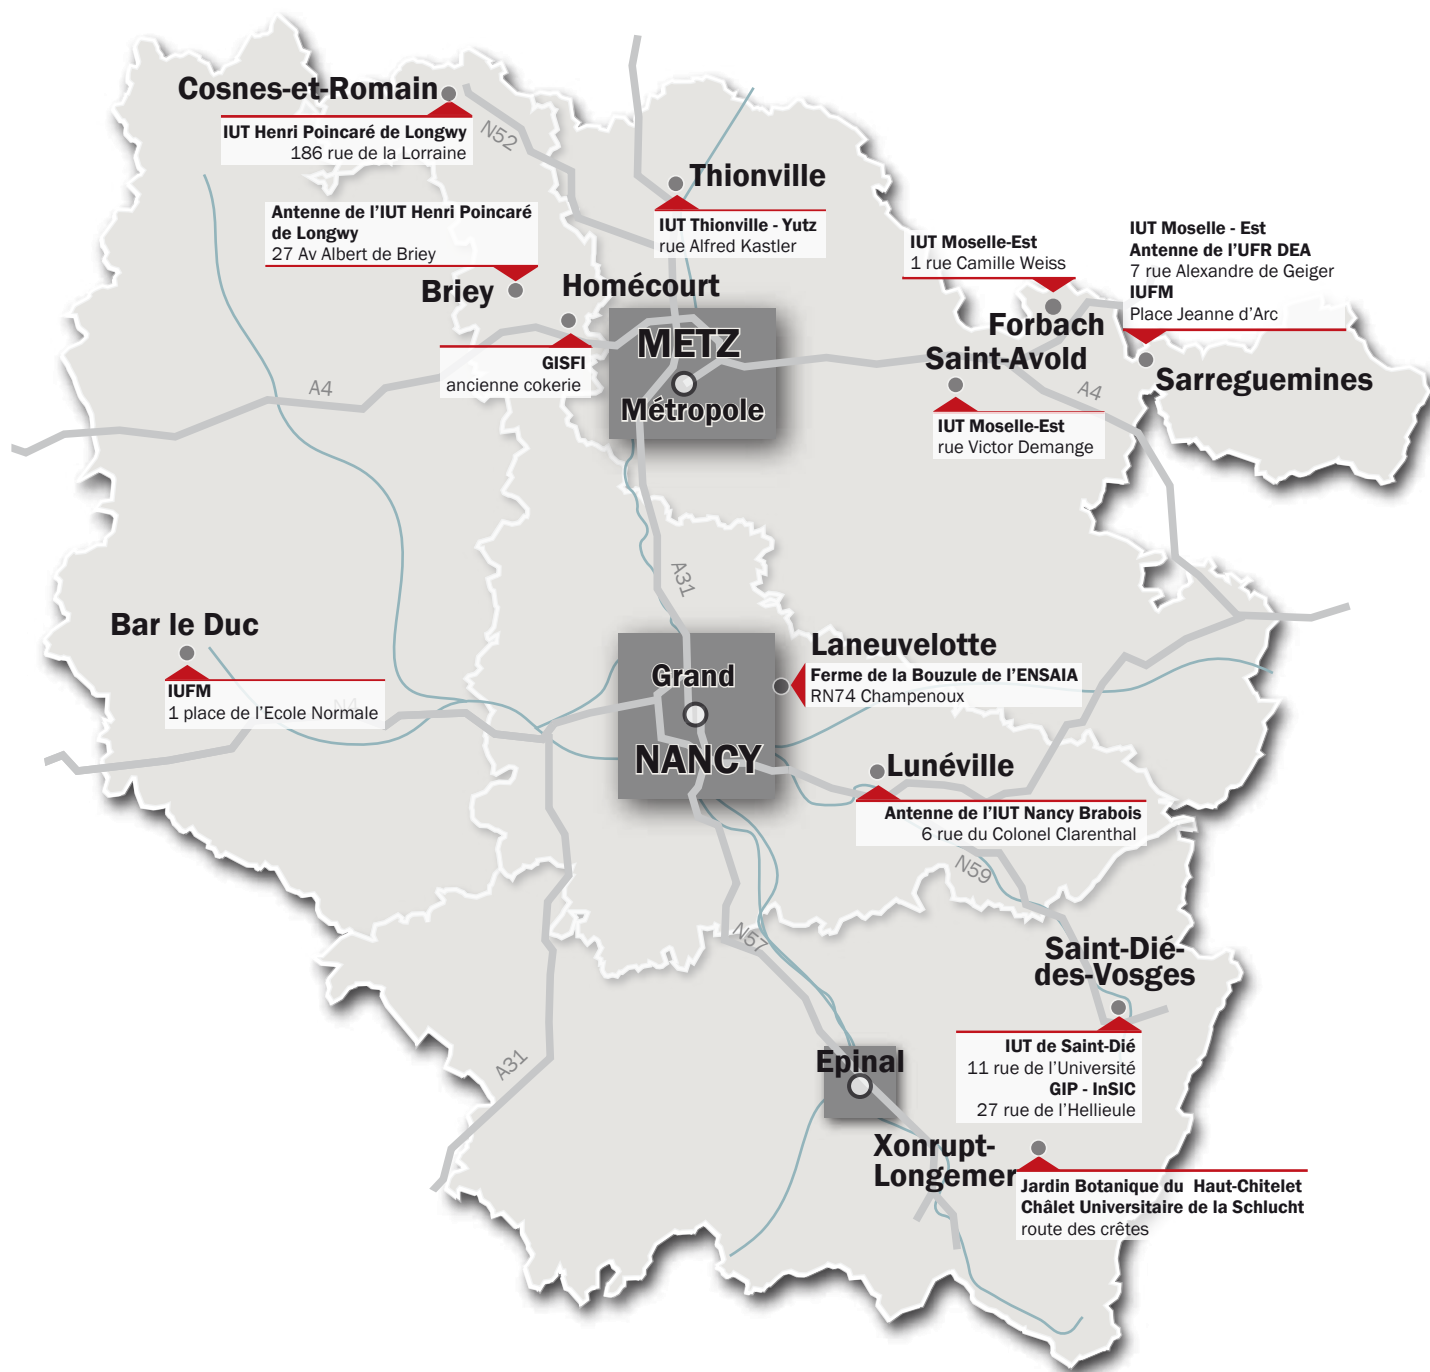 Cosnes-et-Romain
IUT Henri Poincaré de Longwy
186 rue de la Lorraine
N52
Thionville
IUT Thionville - Yutz
rue Alfred Kastler
Antenne de l'IUT Henri Poincaré
de Longwy
27 Av Albert de Briey
Briey
Homécourt
GISFI
ancienne cokerie
METZ
Métropole
IUT Moselle-Est
1 rue Camille Weiss
Forbach
IUT Moselle - Est
Antenne de l'UFR DEA
7 rue Alexandre de Geiger
IUFM
Place Jeanne d'Arc
Sarreguemines
Saint-Avold
IUT Moselle-Est
rue Victor Demange
A4
A4
A31
Bar le Duc
IUFM
1 place de l'Ecole Normale
N4
Grand
NANCY
Laneuvelotte
Ferme de la Bouzule de l'ENSAIA
RN74 Champenoux
Lunéville
Antenne de l'IUT Nancy Brabois
6 rue du Colonel Clarenthal
N59
N57
Saint-Dié-
des-Vosges
IUT de Saint-Dié
11 rue de l'Université
GIP - InSIC
27 rue de l'Hellieule
A31
Epinal
Xonrupt-
Longemer
Jardin Botanique du Haut-Chitelet
Châlet Universitaire de la Schlucht
route des crêtes